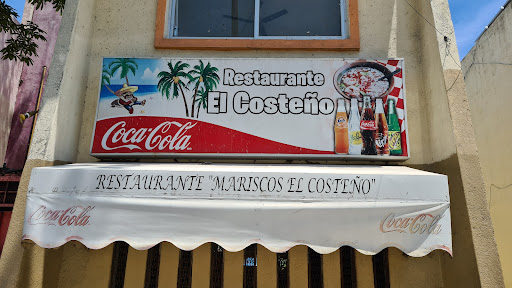 Restaurante
El Costeño
Coca-Cola
RESTAURANTE "MARISCOS EL COSTEÑO"
Coca-Cola
Coca-Cola